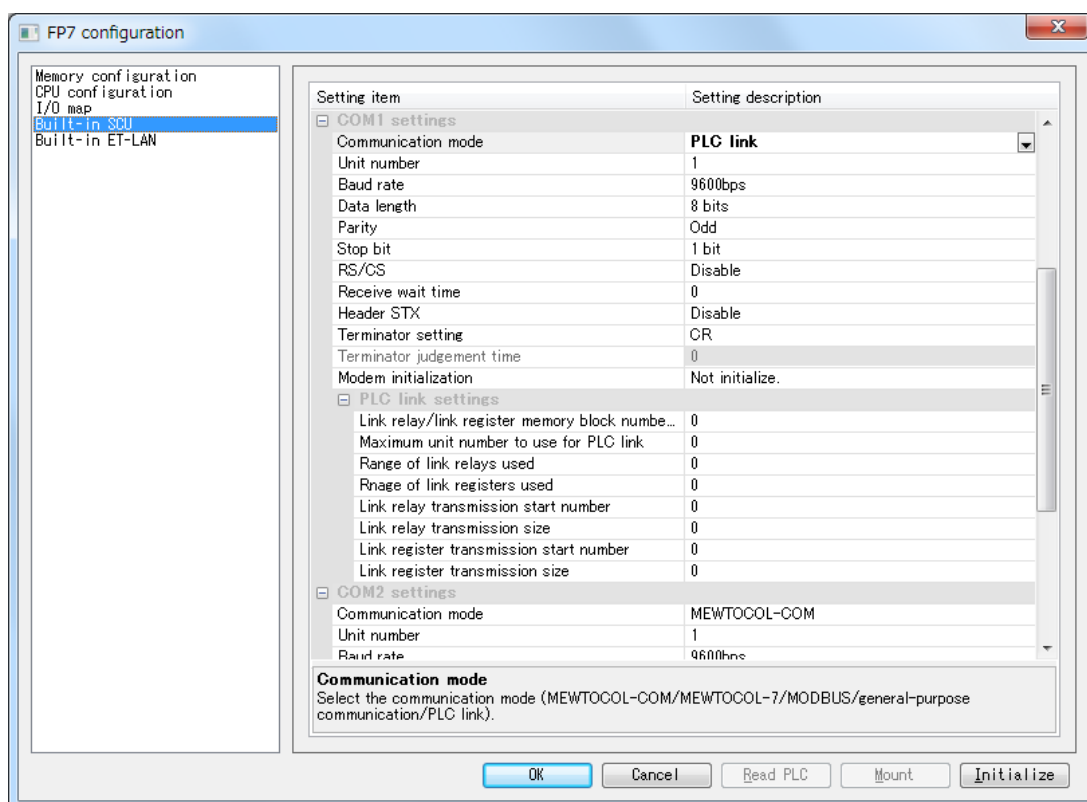 FP7 configuration
Memory configuration
CPU configuration
I/O map
Built-in SCU
Built-in ET-LAN
Setting item Setting description
COM1 settings
Communication mode PLC link
Unit number 1
Baud rate 9600bps
Data length 8 bits
Parity Odd
Stop bit 1 bit
RS/CS Disable
Receive wait time 0
Header STX Disable
Terminator setting CR
Terminator judgement time 0
Modem initialization Not initialize.
PLC link settings
Link relay/link register memory block numbe... 0
Maximum unit number to use for PLC link 0
Range of link relays used 0
Rnage of link registers used 0
Link relay transmission start number 0
Link relay transmission size 0
Link register transmission start number 0
Link register transmission size 0
COM2 settings
Communication mode MEWTOCOL-COM
Unit number 1
Baud rate 9600bps
Communication mode
Select the communication mode (MEWTOCOL-COM/MEWTOCOL-7/MODBUS/general-purpose
communication/PLC link).
OK Cancel Read PLC Mount Initialize